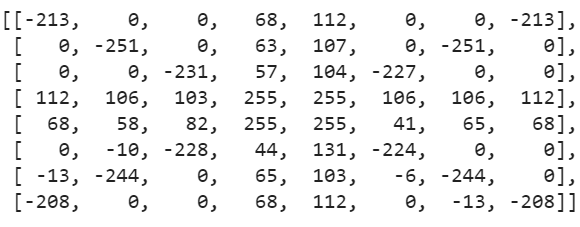 [[-213, 0, 0, 68, 112, 0, 0, -213],
[ 0, -251, 0, 63, 107, 0, -251, 0],
[ 0, 0, -231, 57, 104, -227, 0, 0],
[ 112, 106, 103, 255, 255, 106, 106, 112],
[ 68, 58, 82, 255, 255, 41, 65, 68],
[ 0, -10, -228, 44, 131, -224, 0, 0],
[ -13, -244, 0, 65, 103, -6, -244, 0],
[-208, 0, 0, 68, 112, 0, -13, -208]]